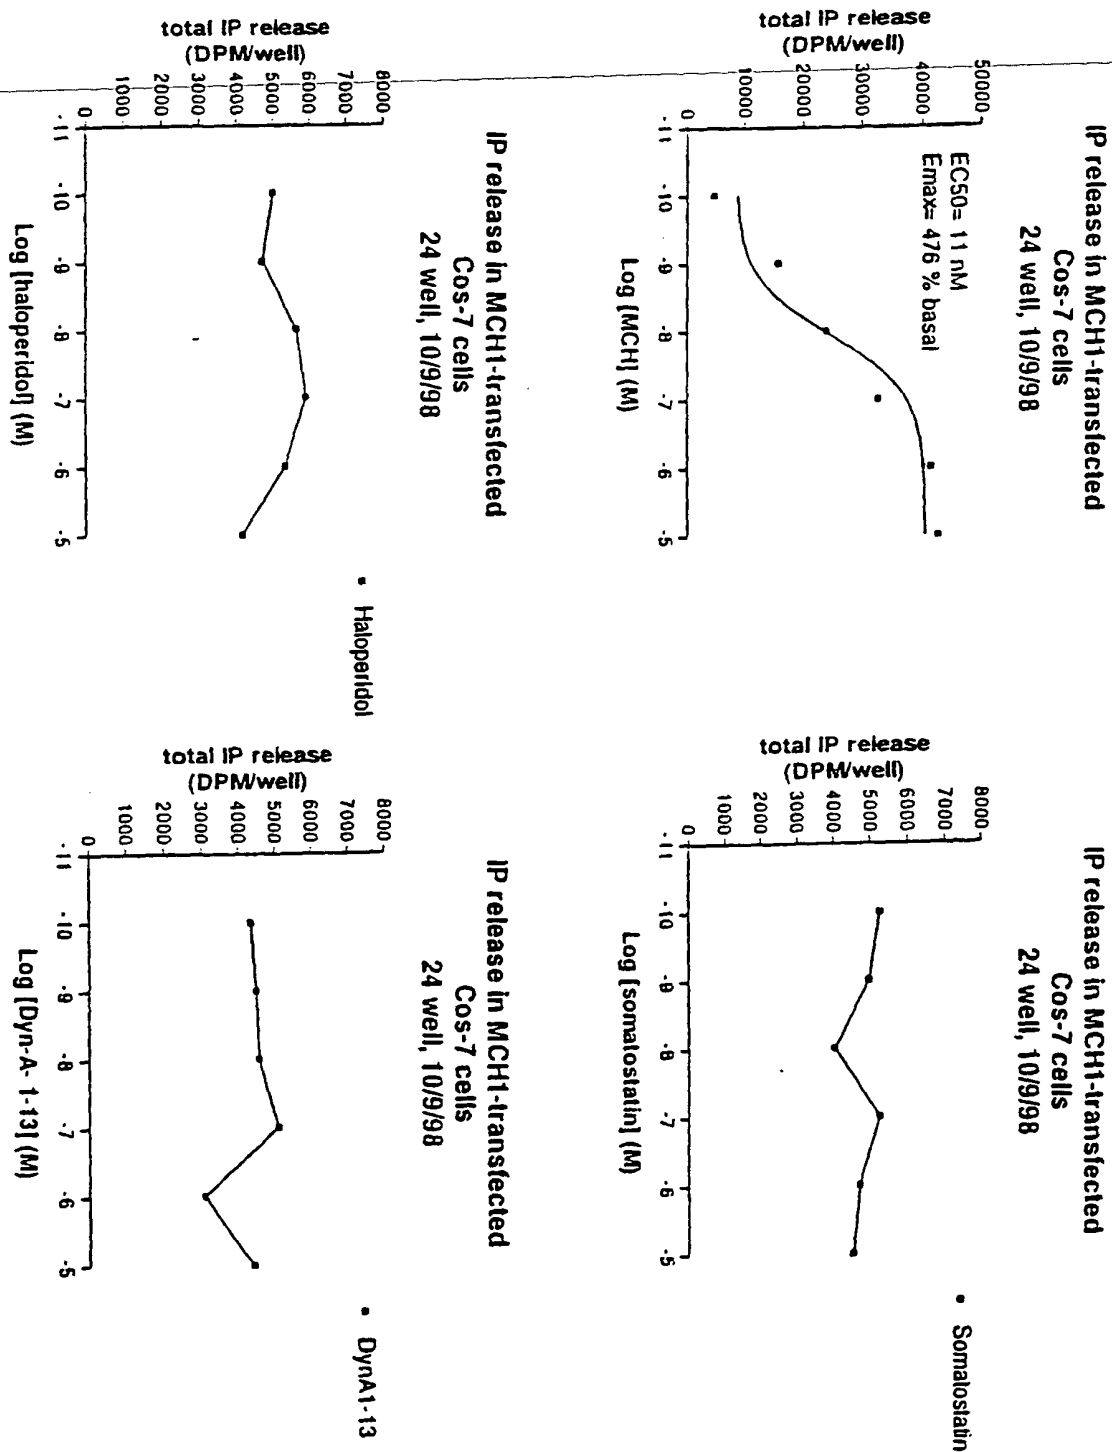 IP release in MCH1-transfected
Cos-7 cells
24 well, 10/9/98
total IP release
(DPM/well)
50000
40000
30000
20000
10000
0
EC50= 11 nM
Emax= 476 % basal
-11 -10 -9 -8 -7 -6 -5
Log [MCH] (M)
IP release in MCH1-transfected
Cos-7 cells
24 well, 10/9/98
total IP release
(DPM/well)
8000
7000
6000
5000
4000
3000
2000
1000
0
-11 -10 -9 -8 -7 -6 -5
Log [somatostatin] (M)
Somatostatin
IP release in MCH1-transfected
Cos-7 cells
24 well, 10/9/98
total IP release
(DPM/well)
8000
7000
6000
5000
4000
3000
2000
1000
0
-11 -10 -9 -8 -7 -6 -5
Log [haloperidol] (M)
Haloperidol
IP release in MCH1-transfected
Cos-7 cells
24 well, 10/9/98
total IP release
(DPM/well)
8000
7000
6000
5000
4000
3000
2000
1000
0
-11 -10 -9 -8 -7 -6 -5
Log [Dyn-A- 1-13] (M)
DynA1-13